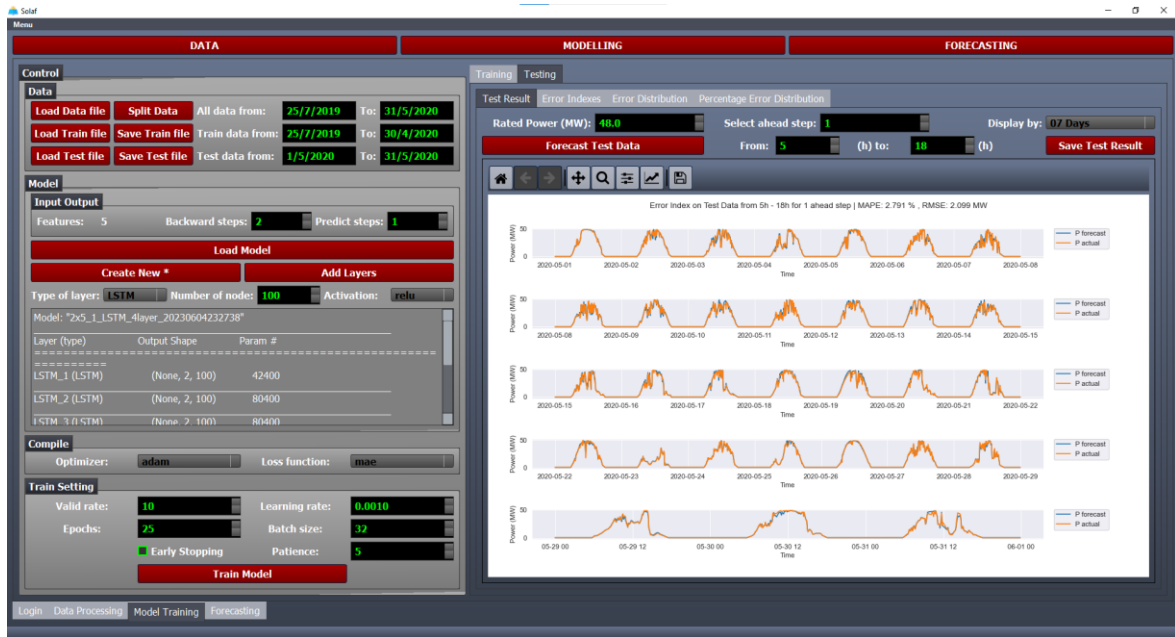 Solaf
Menu
DATA
MODELLING
FORECASTING
Control
Data
Load Data file Split Data All data from: 25/7/2019 To: 31/5/2020
Load Train file Save Train file Train data from: 25/7/2019 To: 30/4/2020
Load Test file Save Test file Test data from: 1/5/2020 To: 31/5/2020
Model
Input Output
Features: 5 Backward steps: 2 Predict steps: 1
Load Model
Create New * Add Layers
Type of layer: LSTM Number of node: 100 Activation: relu
Model: "2x5_1_LSTM_4layer_20230604232738"
Layer (type) Output Shape Param #
==========
LSTM_1 (LSTM) (None, 2, 100) 42400
LSTM_2 (LSTM) (None, 2, 100) 80400
LSTM_3 (LSTM) (None, 2, 100) 80400
Compile
Optimizer: adam Loss function: mae
Train Setting
Valid rate: 10 Learning rate: 0.0010
Epochs: 25 Batch size: 32
Early Stopping Patience: 5
Train Model
Login Data Processing Model Training Forecasting
Training Testing
Test Result Error Indexes Error Distribution Percentage Error Distribution
Rated Power (MW): 48.0 Select ahead step: 1 Display by: 07 Days
Forecast Test Data From: 5 (h) to: 18 (h) Save Test Result
Error Index on Test Data from 5h - 18h for 1 ahead step | MAPE: 2.791 % , RMSE: 2.099 MW
Power (MW)
50
0
2020-05-01 2020-05-02 2020-05-03 2020-05-04 2020-05-05 2020-05-06 2020-05-07 2020-05-08
Time
P forecast
P actual
Power (MW)
50
0
2020-05-08 2020-05-09 2020-05-10 2020-05-11 2020-05-12 2020-05-13 2020-05-14 2020-05-15
Time
P forecast
P actual
Power (MW)
50
0
2020-05-15 2020-05-16 2020-05-17 2020-05-18 2020-05-19 2020-05-20 2020-05-21 2020-05-22
Time
P forecast
P actual
Power (MW)
50
0
2020-05-22 2020-05-23 2020-05-24 2020-05-25 2020-05-26 2020-05-27 2020-05-28 2020-05-29
Time
P forecast
P actual
Power (MW)
50
0
05-29 00 05-29 12 05-30 00 05-30 12 05-31 00 05-31 12 06-01 00
Time
P forecast
P actual